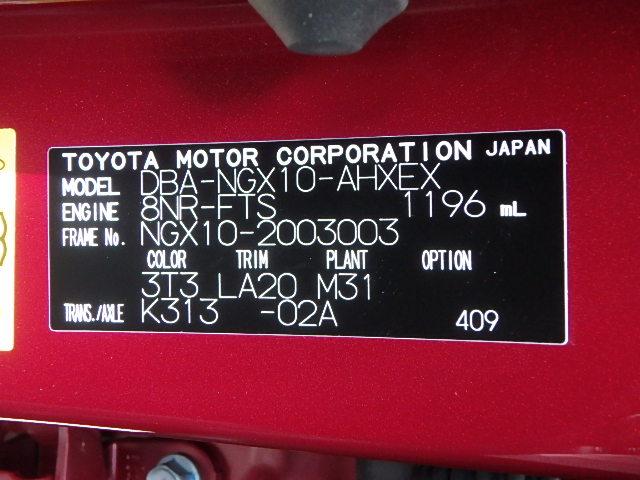 TOYOTA MOTOR CORPORATION JAPAN
MODEL DBA-NGX10-AHXEX
ENGINE 8NR-FTS 1196 mL
FRAME No. NGX10-2003003
COLOR TRIM PLANT OPTION
3T3 LA20 M31
TRANS./AXLE K313 -02A 409